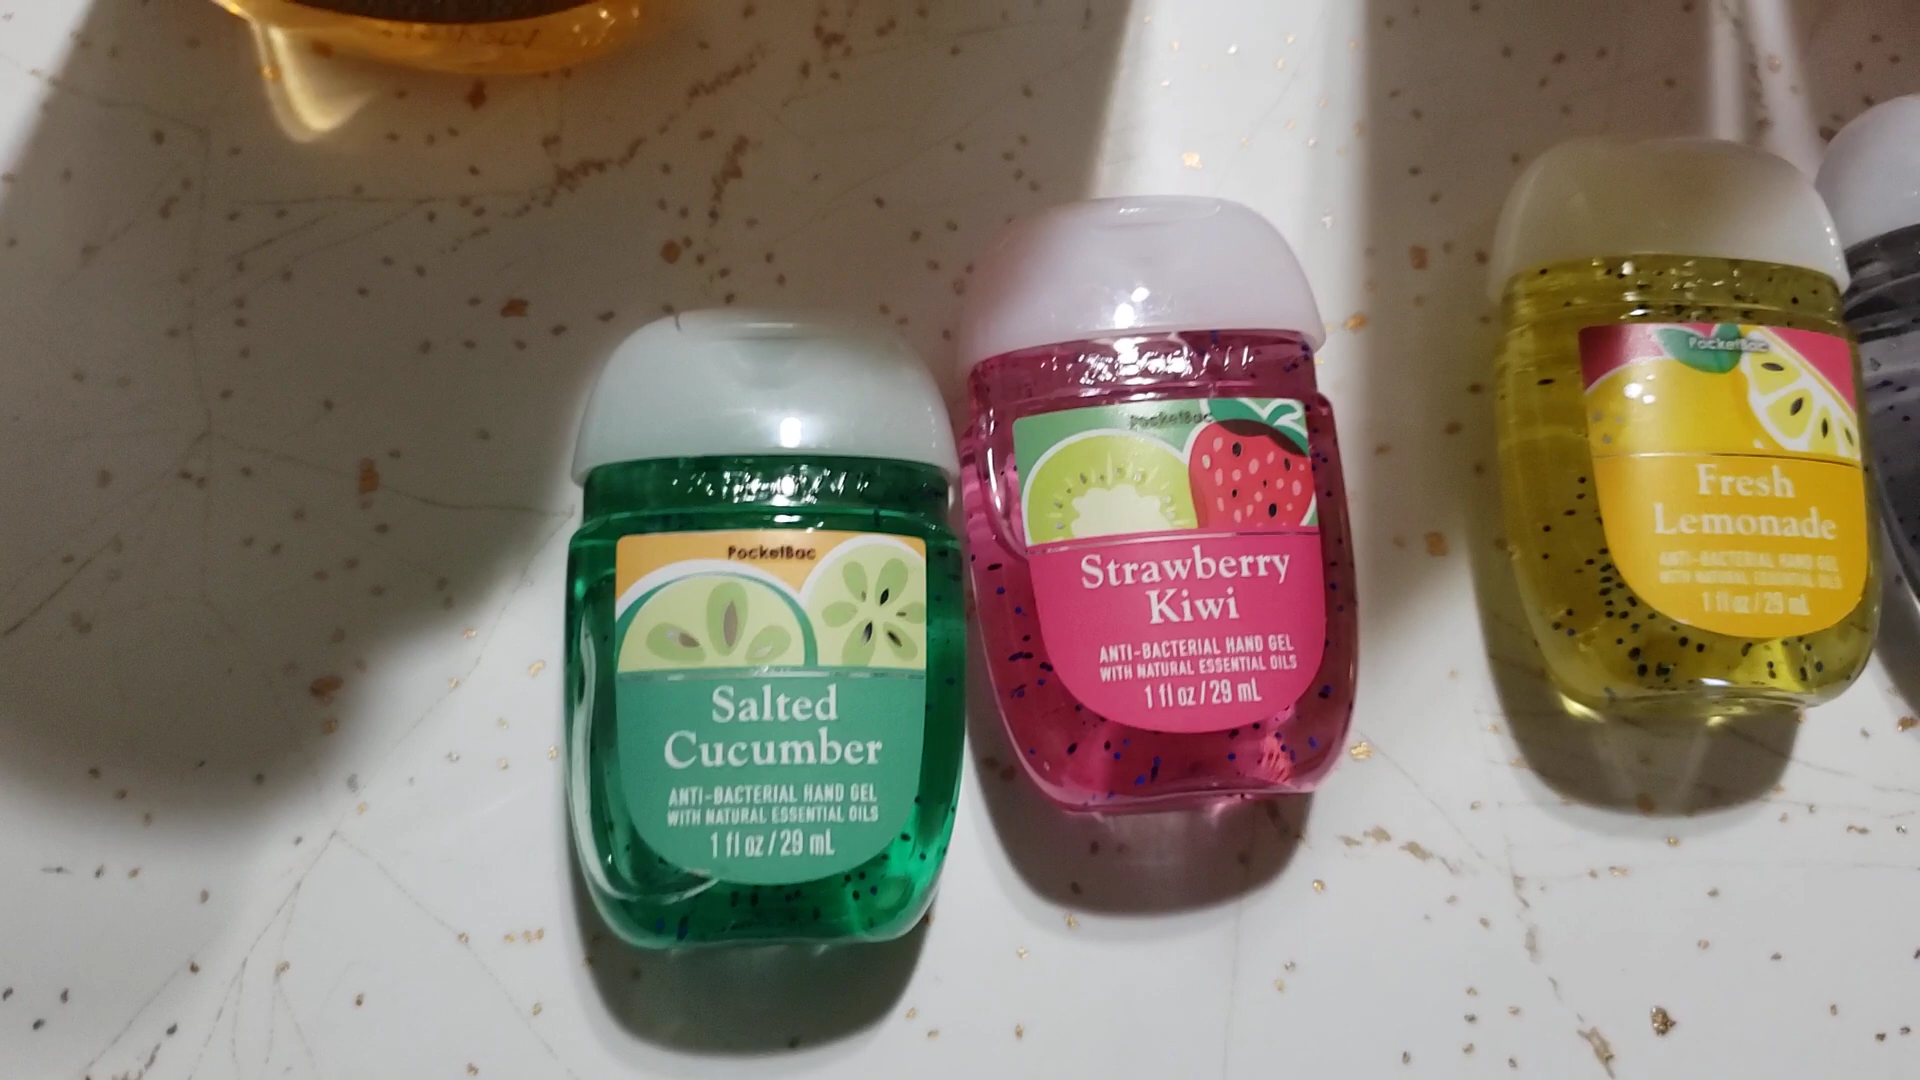 PocketBac
Salted
Cucumber
ANTI-BACTERIAL HAND GEL
WITH NATURAL ESSENTIAL OILS
1 fl oz / 29 mL
PocketBac
Strawberry
Kiwi
ANTI-BACTERIAL HAND GEL
WITH NATURAL ESSENTIAL OILS
1 fl oz / 29 mL
PocketBac
Fresh
Lemonade
ANTI-BACTERIAL HAND GEL
WITH NATURAL ESSENTIAL OILS
1 fl oz / 29 mL